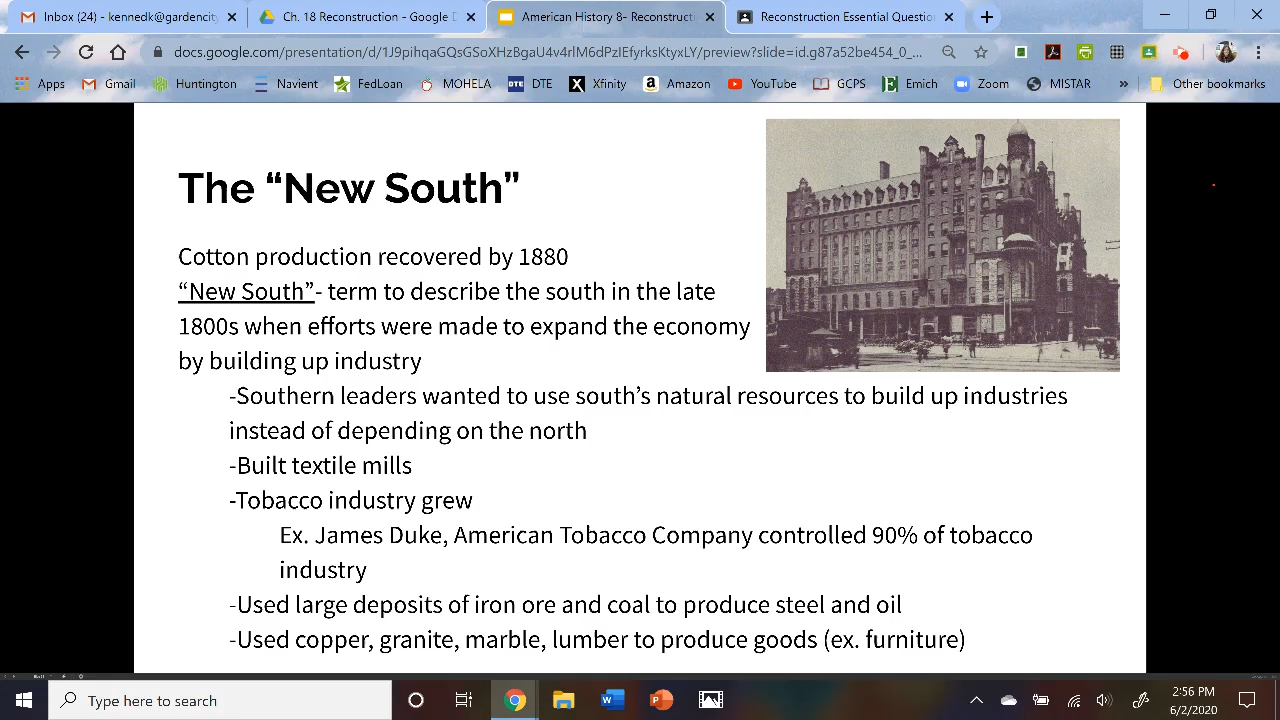 Inbox (24) - kennedk@gardencity
Ch. 18 Reconstruction - Google D
American History 8- Reconstructi
Reconstruction Essential Questi
docs.google.com/presentation/d/1J9pihqaGQsGSoXHzBgaU4v4rlM6dPzIEfyrksKtyxLY/preview?slide=id.g87a52be454_0_...
Apps Gmail Huntington Navient FedLoan MOHELA DTE DTE Xfinity Amazon YouTube GCPS Emich Zoom MISTAR » Other bookmarks
The “New South”
Cotton production recovered by 1880
“New South”- term to describe the south in the late
1800s when efforts were made to expand the economy
by building up industry
-Southern leaders wanted to use south’s natural resources to build up industries
instead of depending on the north
-Built textile mills
-Tobacco industry grew
Ex. James Duke, American Tobacco Company controlled 90% of tobacco
industry
-Used large deposits of iron ore and coal to produce steel and oil
-Used copper, granite, marble, lumber to produce goods (ex. furniture)
Type here to search
2:56 PM
6/2/2020